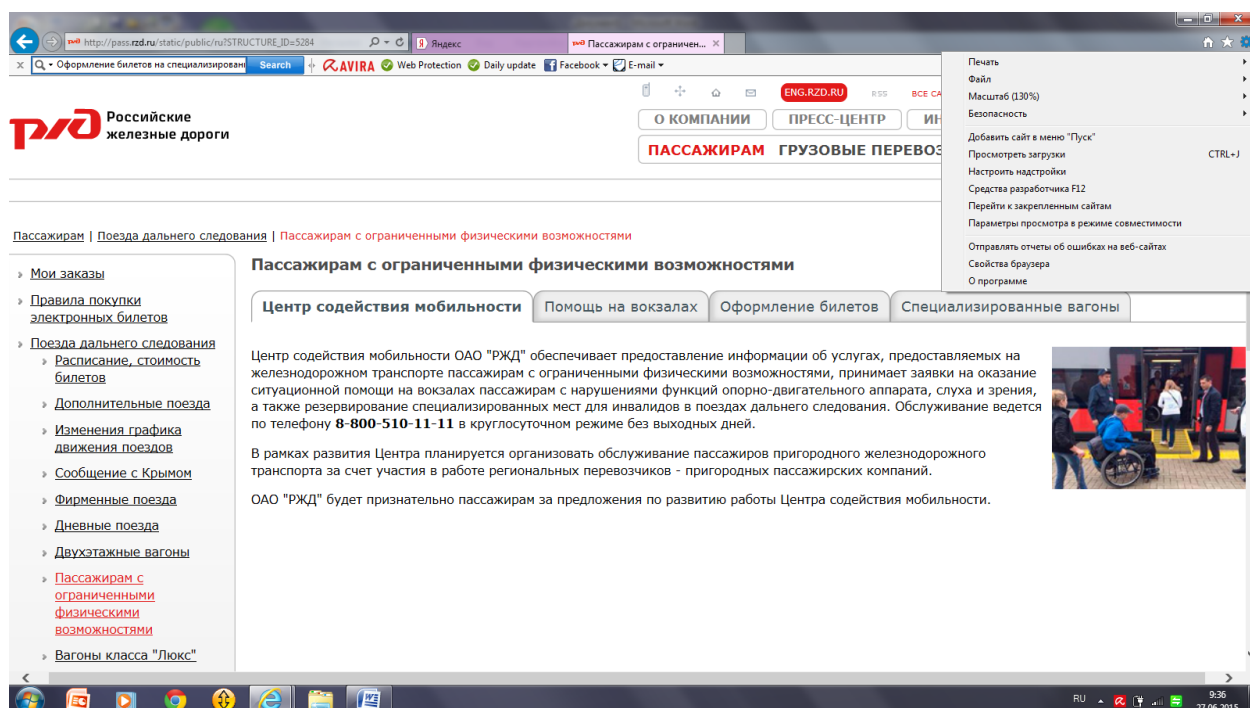 http://pass.rzd.ru/static/public/ru?STRUCTURE_ID=5284
Яндекс
Пассажирам с ограничен...
Оформление билетов на специализирован
Search
AVIRA
Web Protection
Daily update
Facebook
E-mail
Печать
Файл
Масштаб (130%)
Безопасность
Добавить сайт в меню "Пуск"
Просмотреть загрузки CTRL+J
Настроить надстройки
Средства разработчика F12
Перейти к закрепленным сайтам
Параметры просмотра в режиме совместимости
Отправлять отчеты об ошибках на веб-сайтах
Свойства браузера
О программе
ENG.RZD.RU RSS ВСЕ СА
ржд Российские
железные дороги
О КОМПАНИИ ПРЕСС-ЦЕНТР ИН
ПАССАЖИРАМ ГРУЗОВЫЕ ПЕРЕВОЗ
Пассажирам | Поезда дальнего следования | Пассажирам с ограниченными физическими возможностями
Мои заказы
Правила покупки
электронных билетов
Поезда дальнего следования
Расписание, стоимость
билетов
Дополнительные поезда
Изменения графика
движения поездов
Сообщение с Крымом
Фирменные поезда
Дневные поезда
Двухэтажные вагоны
Пассажирам с
ограниченными
физическими
возможностями
Вагоны класса "Люкс"
Пассажирам с ограниченными физическими возможностями
Центр содействия мобильности Помощь на вокзалах Оформление билетов Специализированные вагоны
Центр содействия мобильности ОАО "РЖД" обеспечивает предоставление информации об услугах, предоставляемых на
железнодорожном транспорте пассажирам с ограниченными физическими возможностями, принимает заявки на оказание
ситуационной помощи на вокзалах пассажирам с нарушениями функций опорно-двигательного аппарата, слуха и зрения,
а также резервирование специализированных мест для инвалидов в поездах дальнего следования. Обслуживание ведется
по телефону 8-800-510-11-11 в круглосуточном режиме без выходных дней.
В рамках развития Центра планируется организовать обслуживание пассажиров пригородного железнодорожного
транспорта за счет участия в работе региональных перевозчиков - пригородных пассажирских компаний.
ОАО "РЖД" будет признательно пассажирам за предложения по развитию работы Центра содействия мобильности.
RU
9:36
27.06.2015